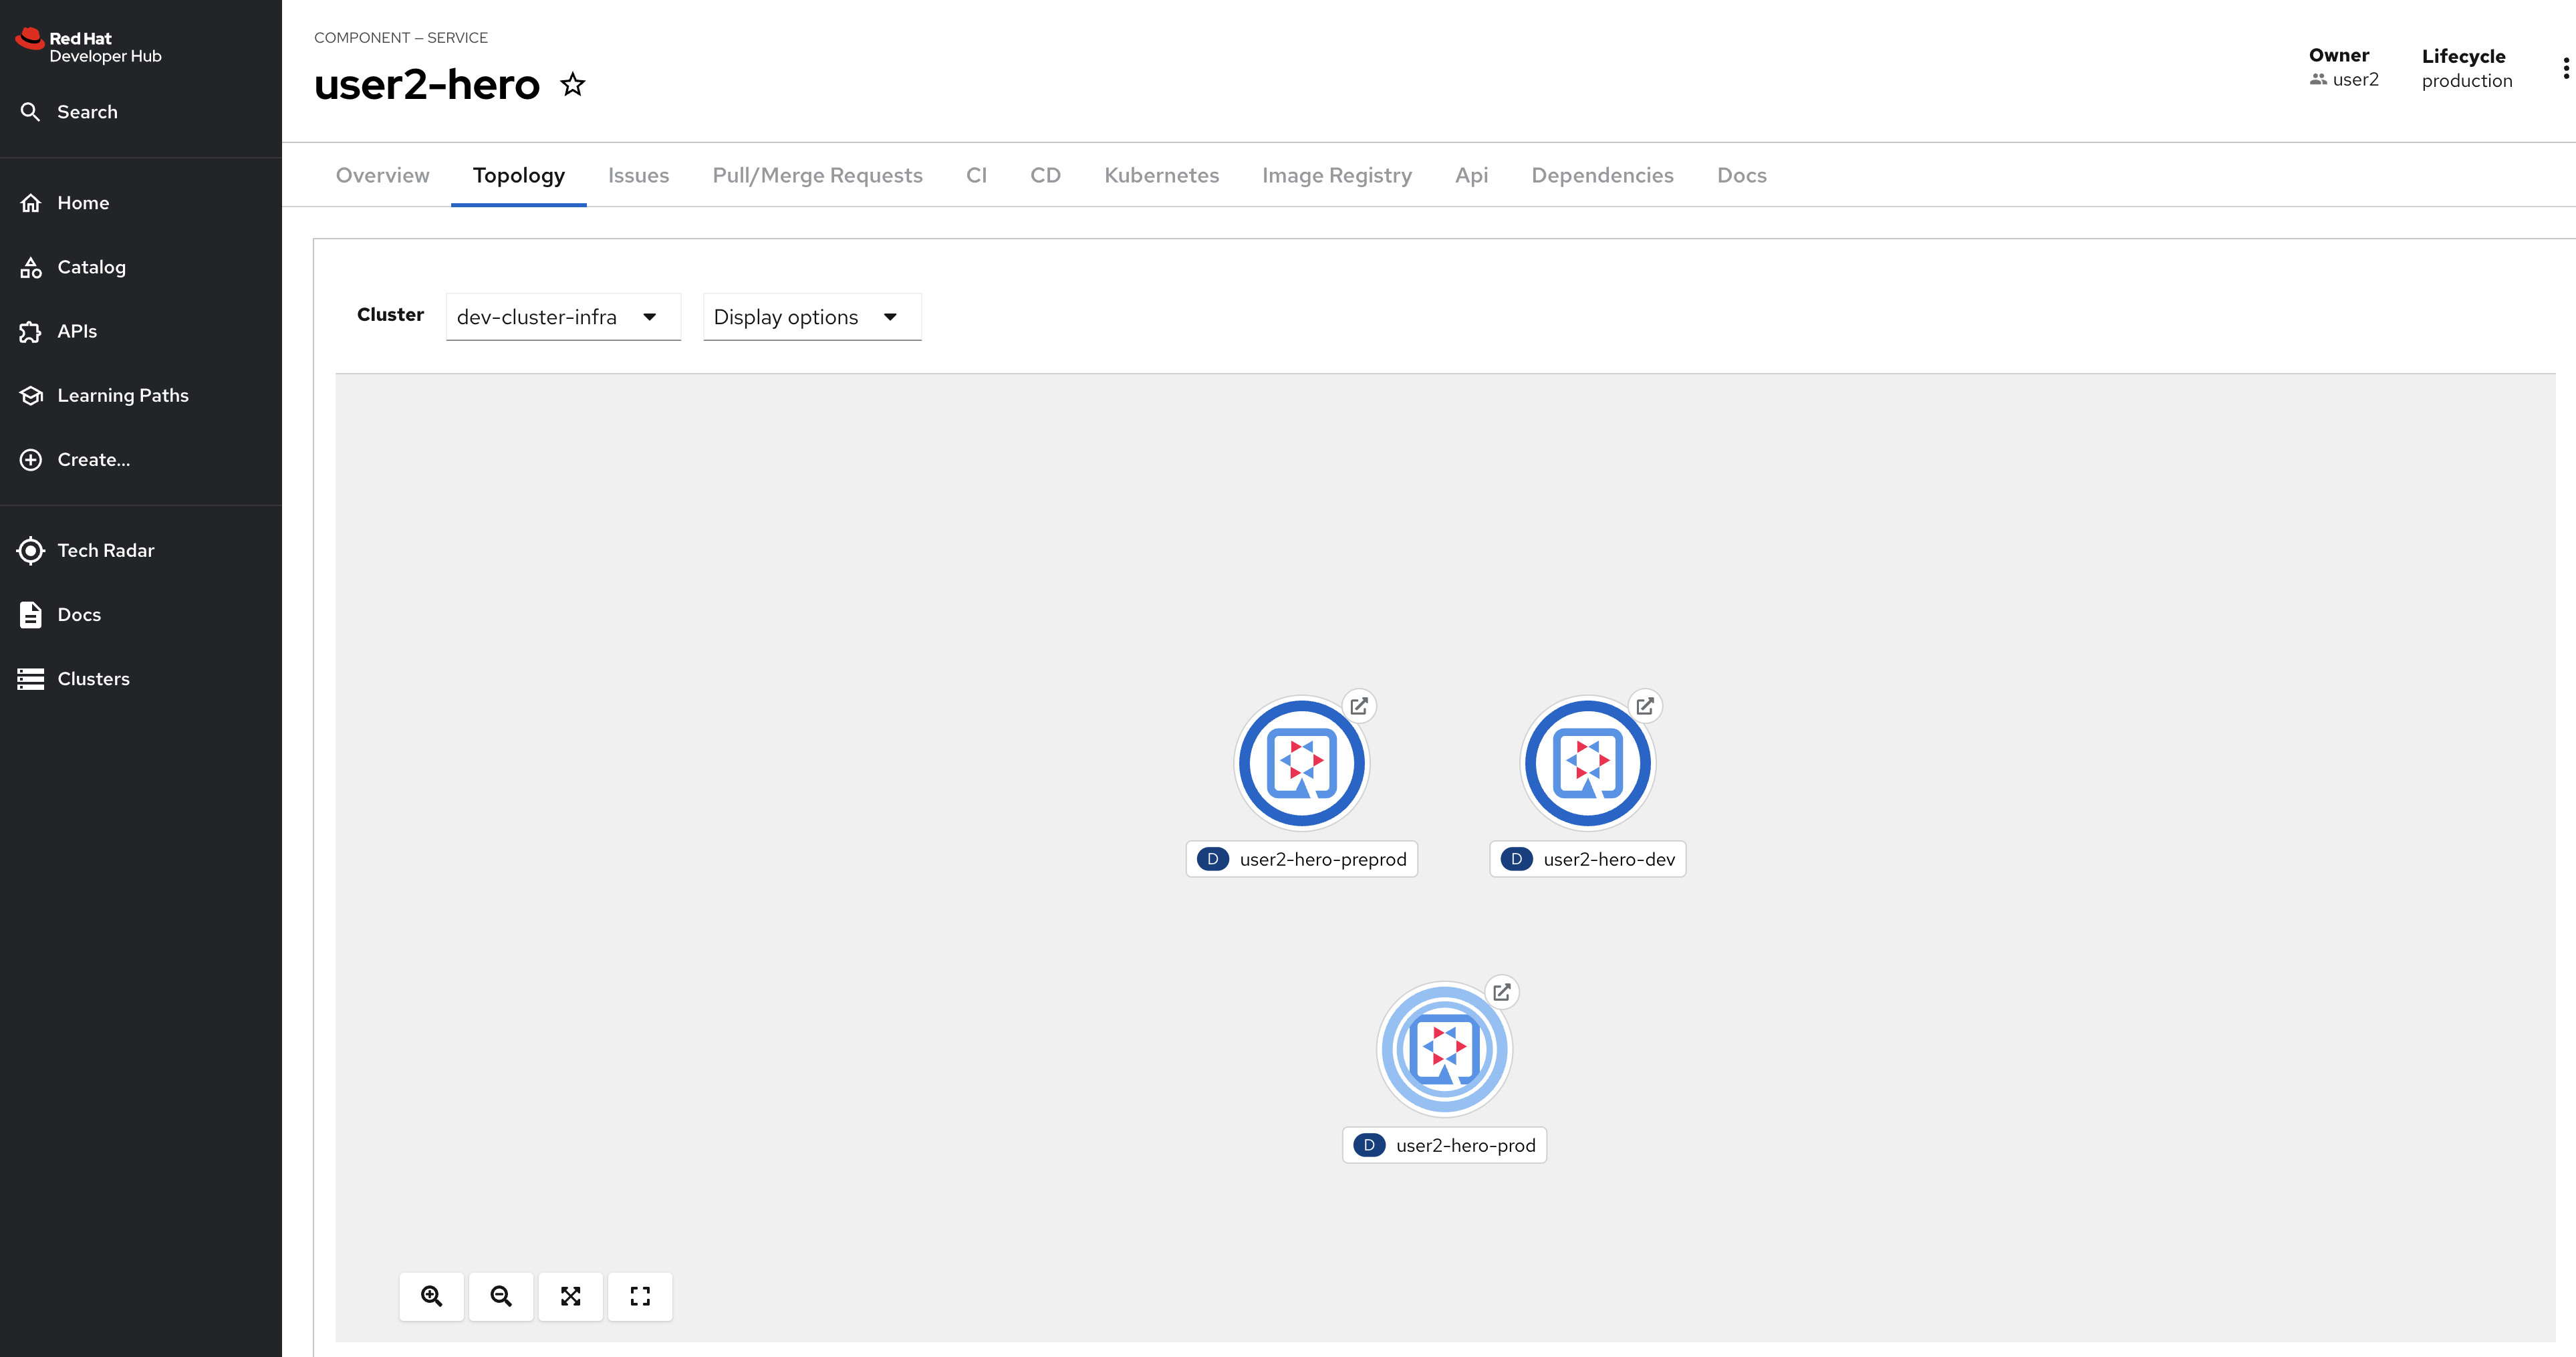 Red Hat
Developer Hub
Search
Home
Catalog
APIs
Learning Paths
Create...
Tech Radar
Docs
Clusters
COMPONENT — SERVICE
user2-hero
Owner
user2
Lifecycle
production
Overview Topology Issues Pull/Merge Requests CI CD Kubernetes Image Registry Api Dependencies Docs
Cluster dev-cluster-infra Display options
D user2-hero-preprod D user2-hero-dev
D user2-hero-prod